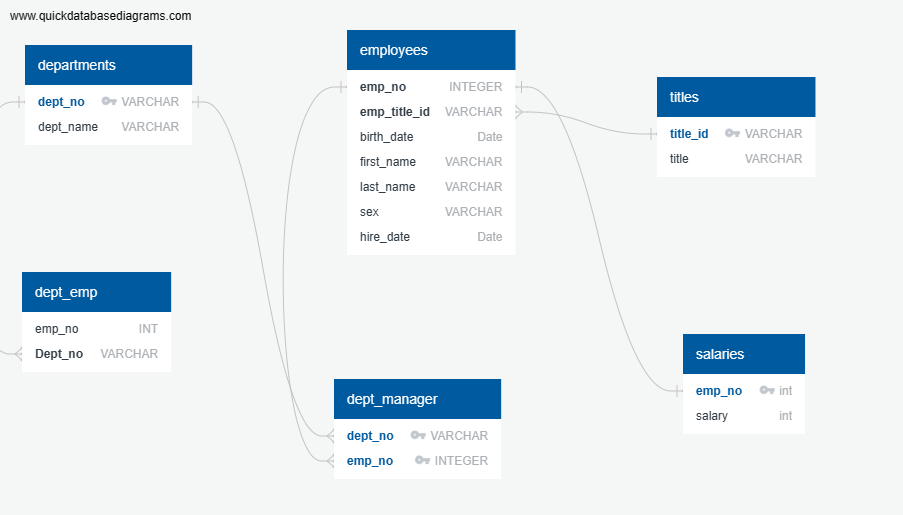 www.quickdatabasediagrams.com
departments
dept_no VARCHAR
dept_name VARCHAR
employees
emp_no INTEGER
emp_title_id VARCHAR
birth_date Date
first_name VARCHAR
last_name VARCHAR
sex VARCHAR
hire_date Date
titles
title_id VARCHAR
title VARCHAR
dept_emp
emp_no INT
Dept_no VARCHAR
dept_manager
dept_no VARCHAR
emp_no INTEGER
salaries
emp_no int
salary int